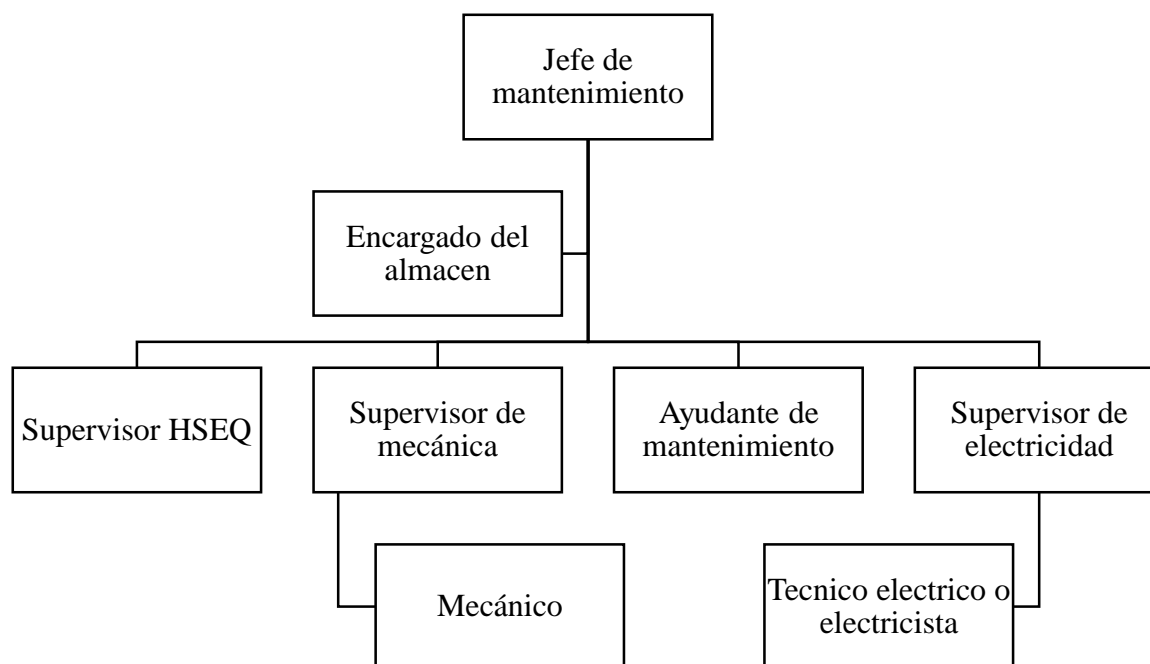 Jefe de
mantenimiento
Encargado del
almacen
Supervisor HSEQ
Supervisor de
mecánica
Ayudante de
mantenimiento
Supervisor de
electricidad
Mecánico
Tecnico electrico o
electricista